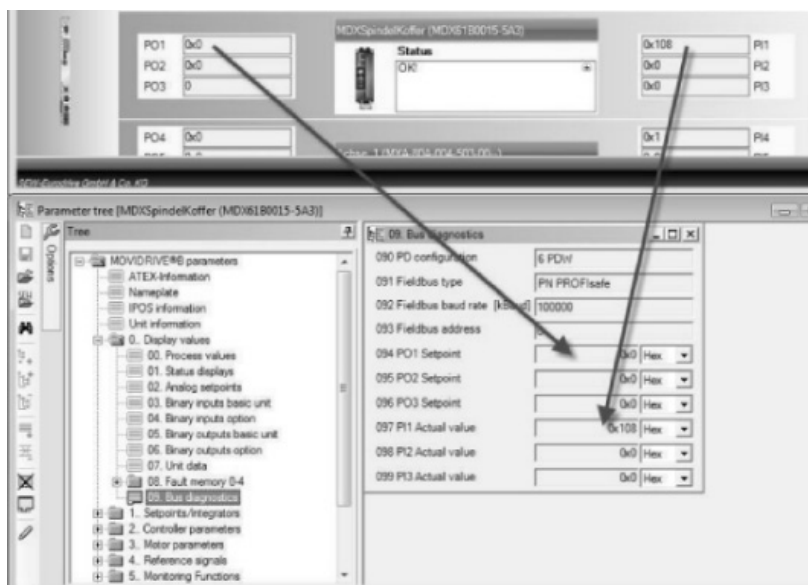 MDXSpindelKoffer (MDX61B0015-5A3)
Status
OK!
PO1 0x0
PO2 0x0
PO3 0
PO4 0x0
0x108 PI1
0x0 PI2
0x0 PI3
0x1 PI4
SEW-Eurodrive GmbH & Co. KG
Parameter tree [MDXSpindelKoffer (MDX61B0015-5A3)]
Options
Tree
MOVIDRIVE®B parameters
ATEX-Information
Nameplate
IPOS information
Unit information
0.. Display values
00. Process values
01. Status displays
02. Analog setpoints
03. Binary inputs basic unit
04. Binary inputs option
05. Binary outputs basic unit
06. Binary outputs option
07. Unit data
08. Fault memory 0-4
09. Bus diagnostics
1.. Setpoints/Integrators
2.. Controller parameters
3.. Motor parameters
4.. Reference signals
5.. Monitoring Functions
09. Bus diagnostics
090 PD configuration 6 PDW
091 Fieldbus type PN PROFIsafe
092 Fieldbus baud rate [kBaud] 100000
093 Fieldbus address
094 PO1 Setpoint 0x0 Hex
095 PO2 Setpoint 0x0 Hex
096 PO3 Setpoint 0x0 Hex
097 PI1 Actual value 0x108 Hex
098 PI2 Actual value 0x0 Hex
099 PI3 Actual value 0x0 Hex